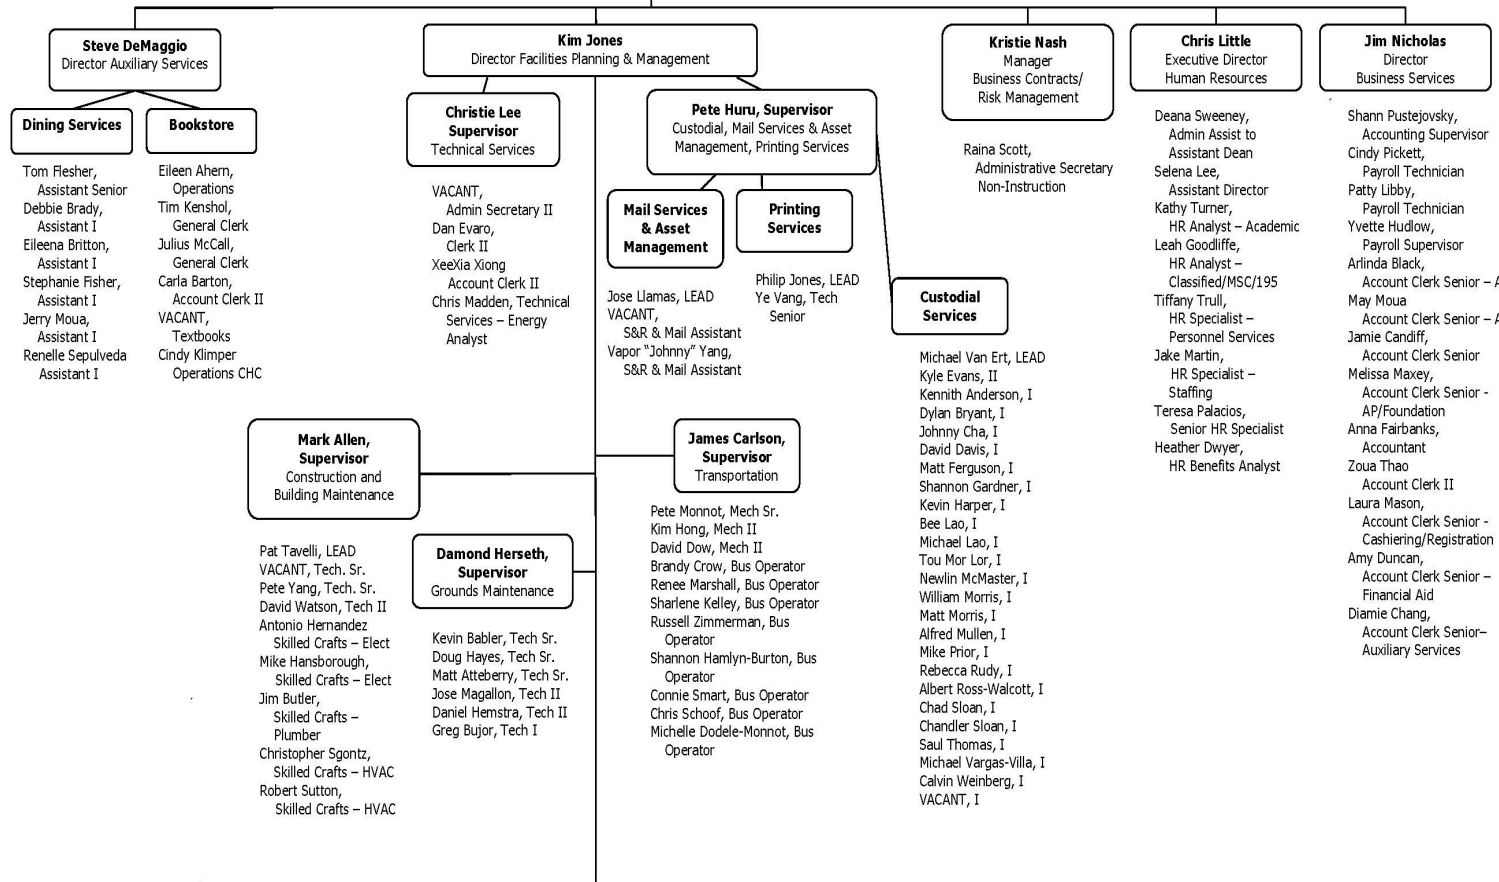 Steve DeMaggio
Director Auxiliary Services
Dining Services
Tom Flesher,
Assistant Senior
Debbie Brady,
Assistant I
Eileena Britton,
Assistant I
Stephanie Fisher,
Assistant I
Jerry Moua,
Assistant I
Renelle Sepulveda
Assistant I
Bookstore
Eileen Ahern,
Operations
Tim Kenshol,
General Clerk
Julius McCall,
General Clerk
Carla Barton,
Account Clerk II
VACANT,
Textbooks
Cindy Klimper
Operations CHC
Kim Jones
Director Facilities Planning & Management
Christie Lee
Supervisor
Technical Services
VACANT,
Admin Secretary II
Dan Evaro,
Clerk II
XeeXia Xiong
Account Clerk II
Chris Madden, Technical
Services – Energy
Analyst
Pete Huru, Supervisor
Custodial, Mail Services & Asset
Management, Printing Services
Mail Services
& Asset
Management
Jose Llamas, LEAD
VACANT,
S&R & Mail Assistant
Vapor “Johnny” Yang,
S&R & Mail Assistant
Printing
Services
Philip Jones, LEAD
Ye Vang, Tech
Senior
Custodial
Services
Michael Van Ert, LEAD
Kyle Evans, II
Kennith Anderson, I
Dylan Bryant, I
Johnny Cha, I
David Davis, I
Matt Ferguson, I
Shannon Gardner, I
Kevin Harper, I
Bee Lao, I
Michael Lao, I
Tou Mor Lor, I
Newlin McMaster, I
William Morris, I
Matt Morris, I
Alfred Mullen, I
Mike Prior, I
Rebecca Rudy, I
Albert Ross-Walcott, I
Chad Sloan, I
Chandler Sloan, I
Saul Thomas, I
Michael Vargas-Villa, I
Calvin Weinberg, I
VACANT, I
Mark Allen,
Supervisor
Construction and
Building Maintenance
Pat Tavelli, LEAD
VACANT, Tech. Sr.
Pete Yang, Tech. Sr.
David Watson, Tech II
Antonio Hernandez
Skilled Crafts – Elect
Mike Hansborough,
Skilled Crafts – Elect
Jim Butler,
Skilled Crafts –
Plumber
Christopher Sgontz,
Skilled Crafts – HVAC
Robert Sutton,
Skilled Crafts – HVAC
Damond Herseth,
Supervisor
Grounds Maintenance
Kevin Babler, Tech Sr.
Doug Hayes, Tech Sr.
Matt Atteberry, Tech Sr.
Jose Magallon, Tech II
Daniel Hemstra, Tech II
Greg Bujor, Tech I
James Carlson,
Supervisor
Transportation
Pete Monnot, Mech Sr.
Kim Hong, Mech II
David Dow, Mech II
Brandy Crow, Bus Operator
Renee Marshall, Bus Operator
Sharlene Kelley, Bus Operator
Russell Zimmerman, Bus
Operator
Shannon Hamlyn-Burton, Bus
Operator
Connie Smart, Bus Operator
Chris Schoof, Bus Operator
Michelle Dodele-Monnot, Bus
Operator
Kristie Nash
Manager
Business Contracts/
Risk Management
Raina Scott,
Administrative Secretary
Non-Instruction
Chris Little
Executive Director
Human Resources
Deana Sweeney,
Admin Assist to
Assistant Dean
Selena Lee,
Assistant Director
Kathy Turner,
HR Analyst – Academic
Leah Goodliffe,
HR Analyst –
Classified/MSC/195
Tiffany Trull,
HR Specialist –
Personnel Services
Jake Martin,
HR Specialist –
Staffing
Teresa Palacios,
Senior HR Specialist
Heather Dwyer,
HR Benefits Analyst
Jim Nicholas
Director
Business Services
Shann Pustejovsky,
Accounting Supervisor
Cindy Pickett,
Payroll Technician
Patty Libby,
Payroll Technician
Yvette Hudlow,
Payroll Supervisor
Arlinda Black,
Account Clerk Senior – A
May Moua
Account Clerk Senior – A
Jamie Candiff,
Account Clerk Senior
Melissa Maxey,
Account Clerk Senior -
AP/Foundation
Anna Fairbanks,
Accountant
Zoua Thao
Account Clerk II
Laura Mason,
Account Clerk Senior -
Cashiering/Registration
Amy Duncan,
Account Clerk Senior –
Financial Aid
Diamie Chang,
Account Clerk Senior–
Auxiliary Services